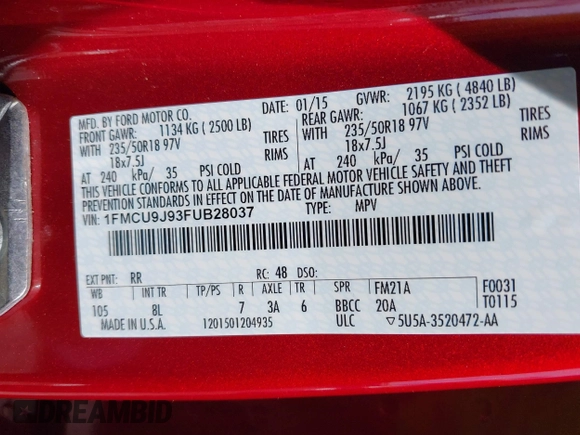 MFD. BY FORD MOTOR CO.
DATE: 01/15 GVWR: 2195 KG ( 4840 LB)
FRONT GAWR: 1134 KG ( 2500 LB) REAR GAWR: 1067 KG ( 2352 LB)
WITH 235/50R18 97V TIRES WITH 235/50R18 97V TIRES
18x7.5J RIMS 18x7.5J RIMS
AT 240 kPa/ 35 PSI COLD AT 240 kPa/ 35 PSI COLD
THIS VEHICLE CONFORMS TO ALL APPLICABLE FEDERAL MOTOR VEHICLE SAFETY AND THEFT
PREVENTION STANDARDS IN EFFECT ON THE DATE OF MANUFACTURE SHOWN ABOVE.
VIN: 1FMCU9J93FUB28037 TYPE: MPV
EXT PNT: RR RC: 48 DSO:
WB INT TR TP/PS R AXLE TR SPR FM21A F0031
105 8L 7 3A 6 BBCC 20A T0115
MADE IN U.S.A. 1201501204935 ULC ▽5U5A-3520472-AA
DREAMBID